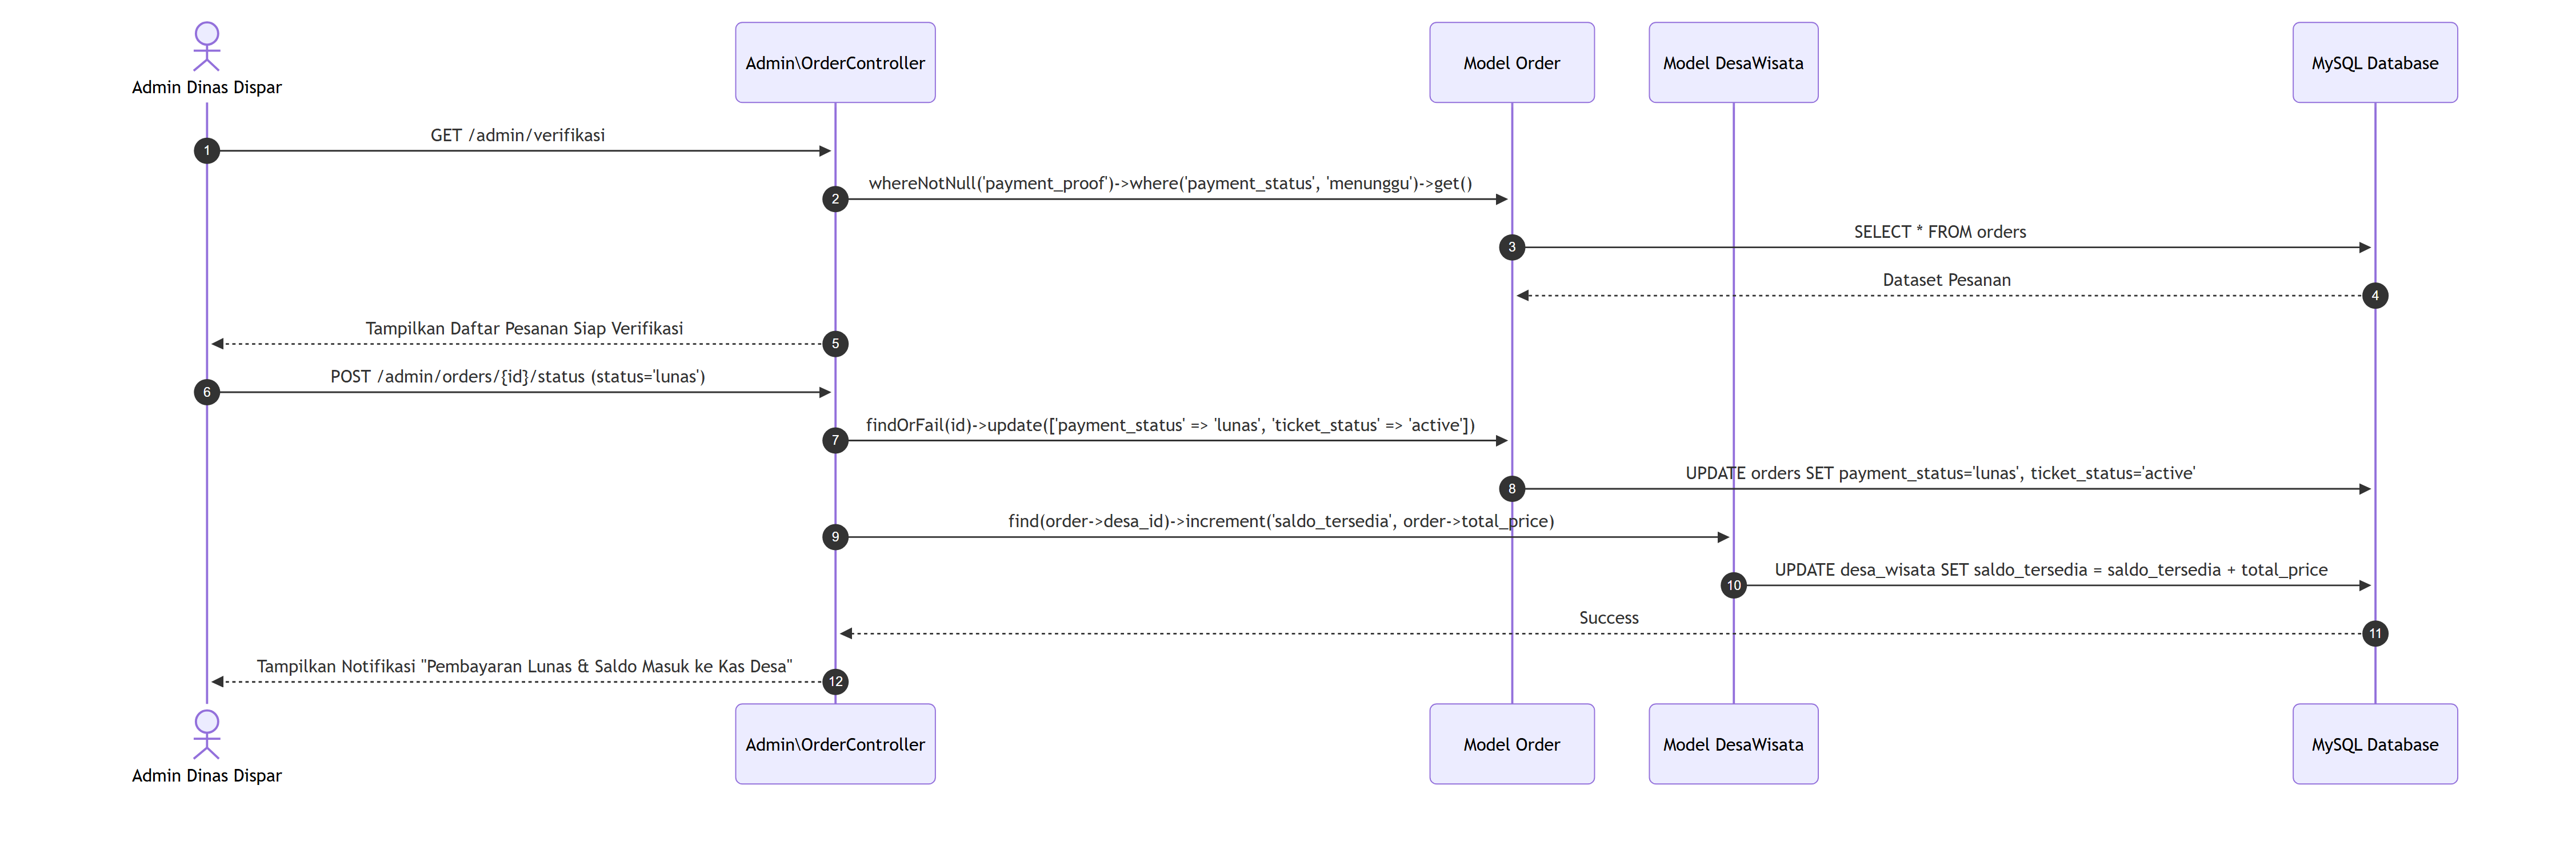 Admin Dinas Dispar
Admin\OrderController
Model Order
Model DesaWisata
MySQL Database
GET /admin/verifikasi
1
whereNotNull('payment_proof')->where('payment_status', 'menunggu')->get()
2
SELECT * FROM orders
3
Dataset Pesanan
4
Tampilkan Daftar Pesanan Siap Verifikasi
5
POST /admin/orders/{id}/status (status='lunas')
6
findOrFail(id)->update(['payment_status' => 'lunas', 'ticket_status' => 'active'])
7
UPDATE orders SET payment_status='lunas', ticket_status='active'
8
find(order->desa_id)->increment('saldo_tersedia', order->total_price)
9
UPDATE desa_wisata SET saldo_tersedia = saldo_tersedia + total_price
10
Success
11
Tampilkan Notifikasi "Pembayaran Lunas & Saldo Masuk ke Kas Desa"
12
Admin Dinas Dispar
Admin\OrderController
Model Order
Model DesaWisata
MySQL Database